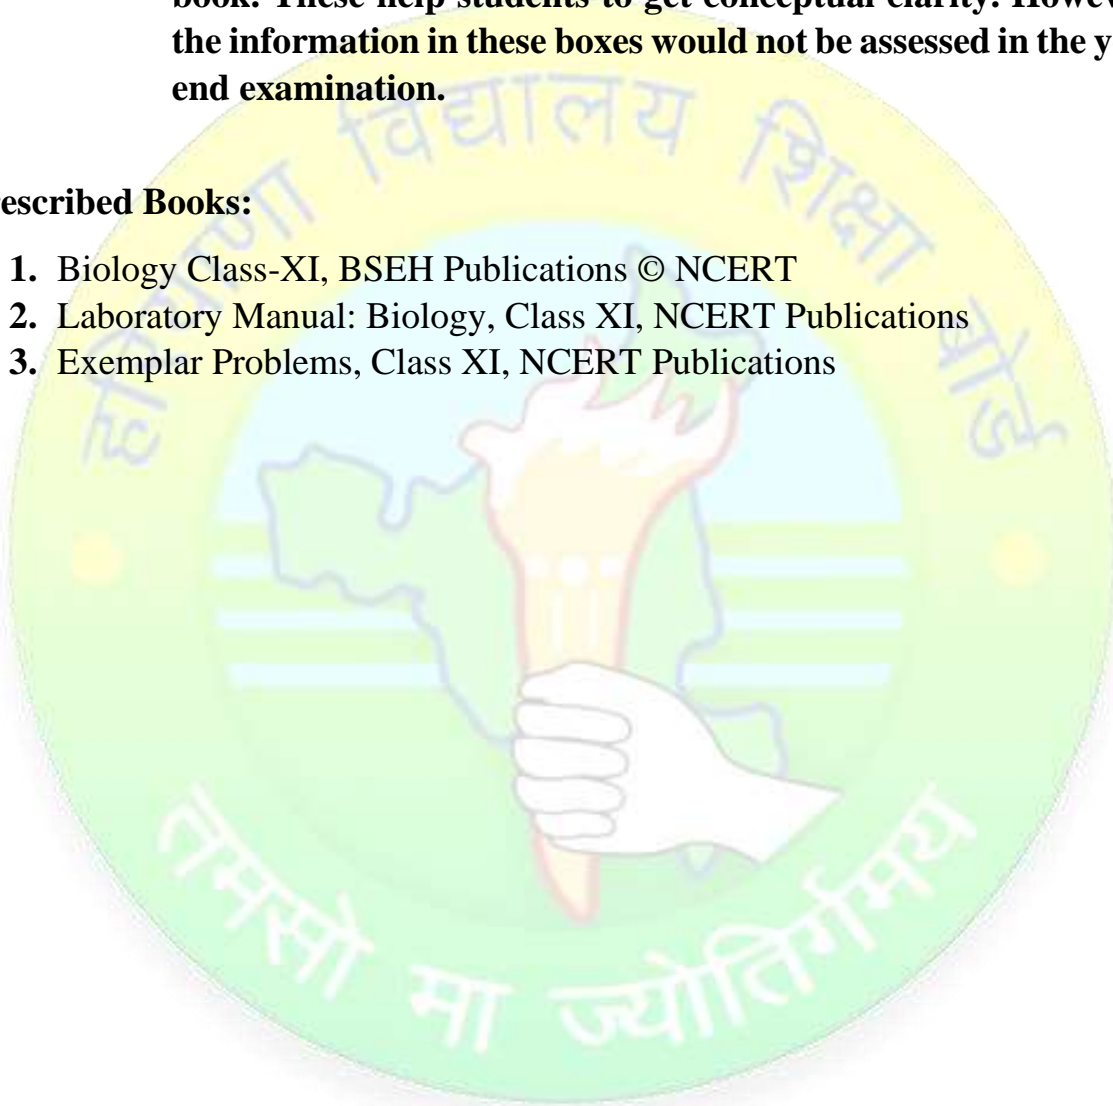 book. These help students to get conceptual clarity. Howev
the information in these boxes would not be assessed in the y
end examination.
escribed Books:
1. Biology Class-XI, BSEH Publications © NCERT
2. Laboratory Manual: Biology, Class XI, NCERT Publications
3. Exemplar Problems, Class XI, NCERT Publications
हरियाणा विद्यालय शिक्षा बोर्ड
तमसो मा ज्योतिर्गमय